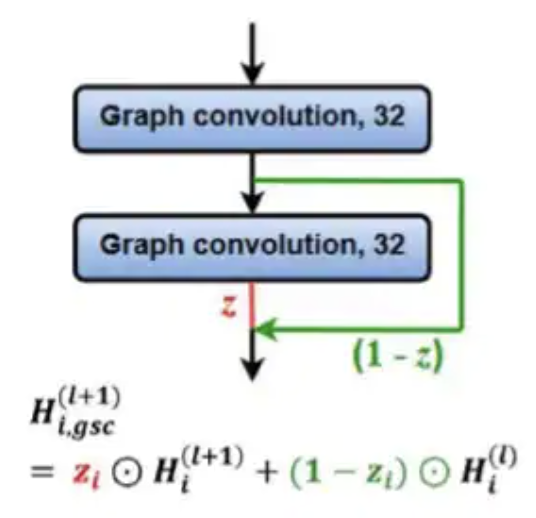 Graph convolution, 32
Graph convolution, 32
z
(1 - z)
H_{i,gsc}^{(l+1)}
= z_i ⊙ H_i^{(l+1)} + (1 − z_i) ⊙ H_i^{(l)}